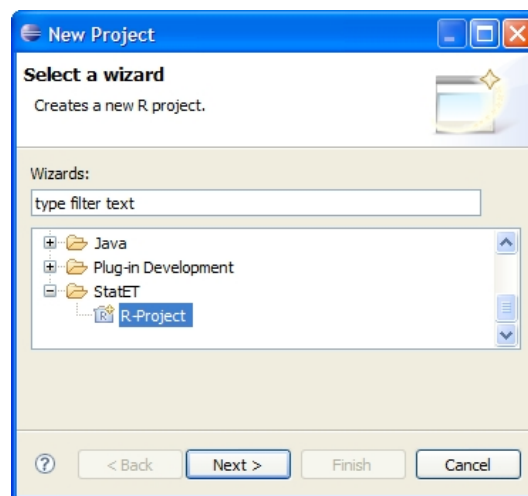 New Project
Select a wizard
Creates a new R project.
Wizards:
type filter text
Java
Plug-in Development
StatET
R-Project
< Back Next > Finish Cancel